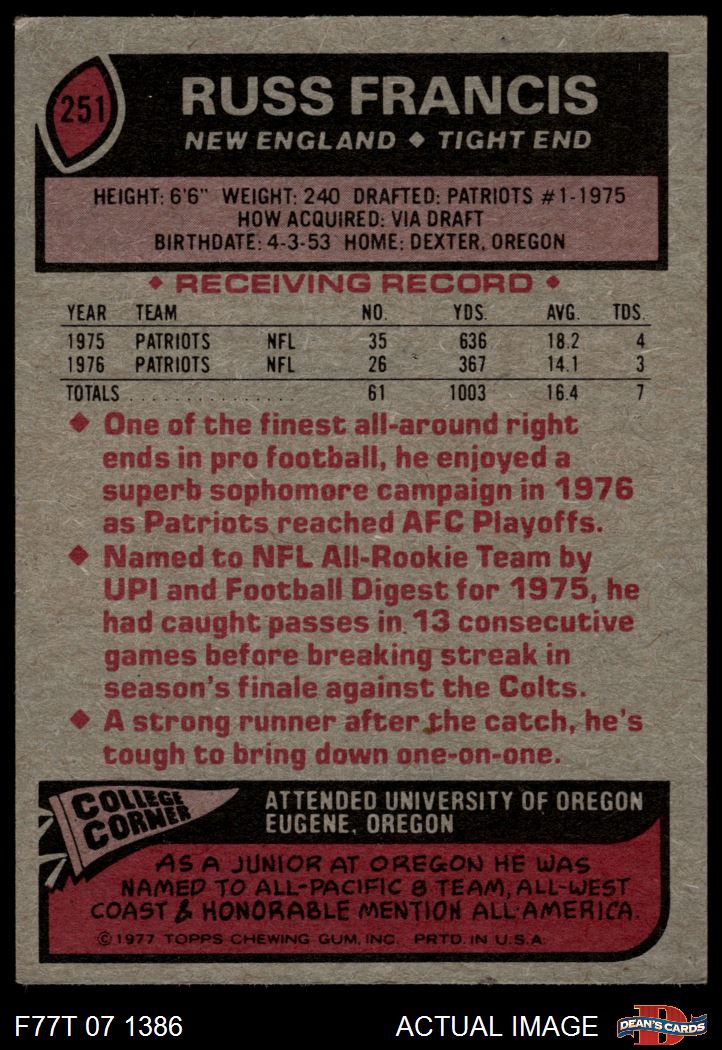 251
RUSS FRANCIS
NEW ENGLAND ◆ TIGHT END
HEIGHT: 6'6" WEIGHT: 240 DRAFTED: PATRIOTS #1-1975
HOW ACQUIRED: VIA DRAFT
BIRTHDATE: 4-3-53 HOME: DEXTER, OREGON
◆ RECEIVING RECORD ◆
YEAR TEAM NO. YDS. AVG. TDS.
1975 PATRIOTS NFL 35 636 18.2 4
1976 PATRIOTS NFL 26 367 14.1 3
TOTALS . . . . . . . . . . . . . . . 61 1003 16.4 7
◆ One of the finest all-around right
ends in pro football, he enjoyed a
superb sophomore campaign in 1976
as Patriots reached AFC Playoffs.
◆ Named to NFL All-Rookie Team by
UPI and Football Digest for 1975, he
had caught passes in 13 consecutive
games before breaking streak in
season's finale against the Colts.
◆ A strong runner after the catch, he's
tough to bring down one-on-one.
COLLEGE
CORNER
ATTENDED UNIVERSITY OF OREGON
EUGENE, OREGON
AS A JUNIOR AT OREGON HE WAS
NAMED TO ALL-PACIFIC 8 TEAM, ALL-WEST
COAST & HONORABLE MENTION ALL-AMERICA.
©1977 TOPPS CHEWING GUM, INC. PRTD. IN U.S.A.
F77T 07 1386
ACTUAL IMAGE
D
DEAN'S CARDS